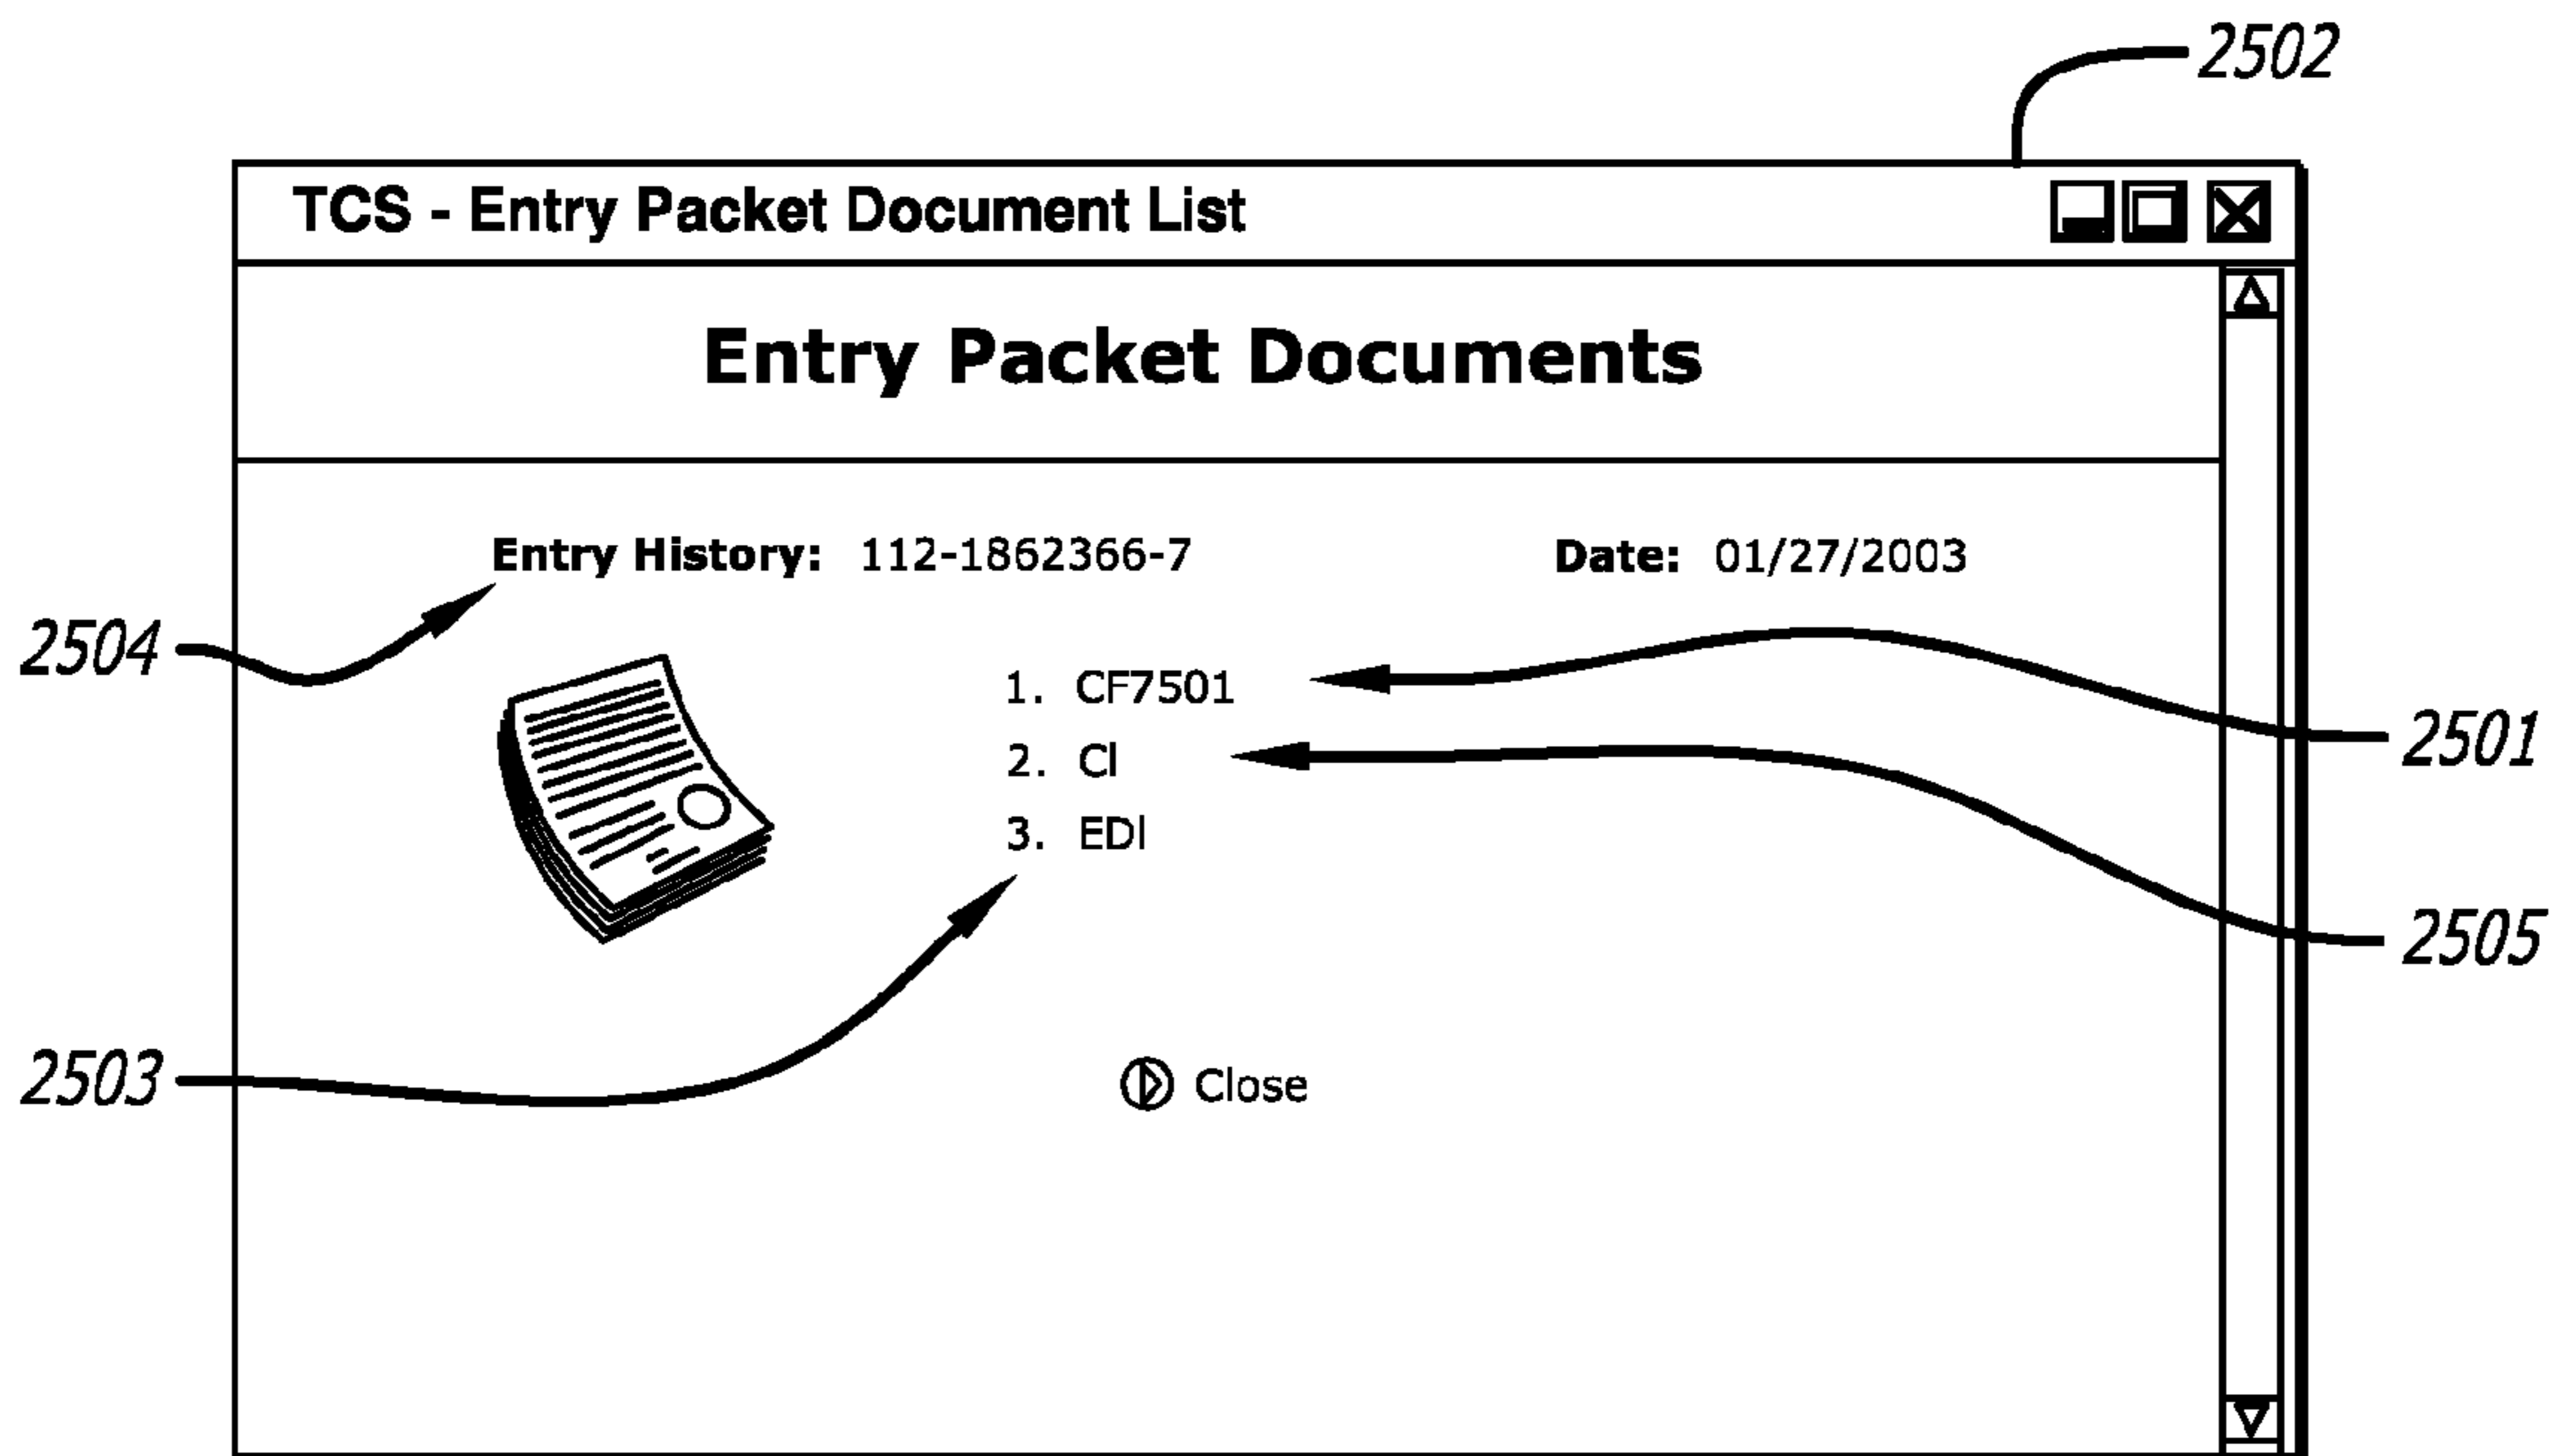 2502
TCS - Entry Packet Document List
Entry Packet Documents
Entry History: 112-1862366-7 Date: 01/27/2003
2504
1. CF7501
2501
2. CI
3. EDI
2505
2503
Close